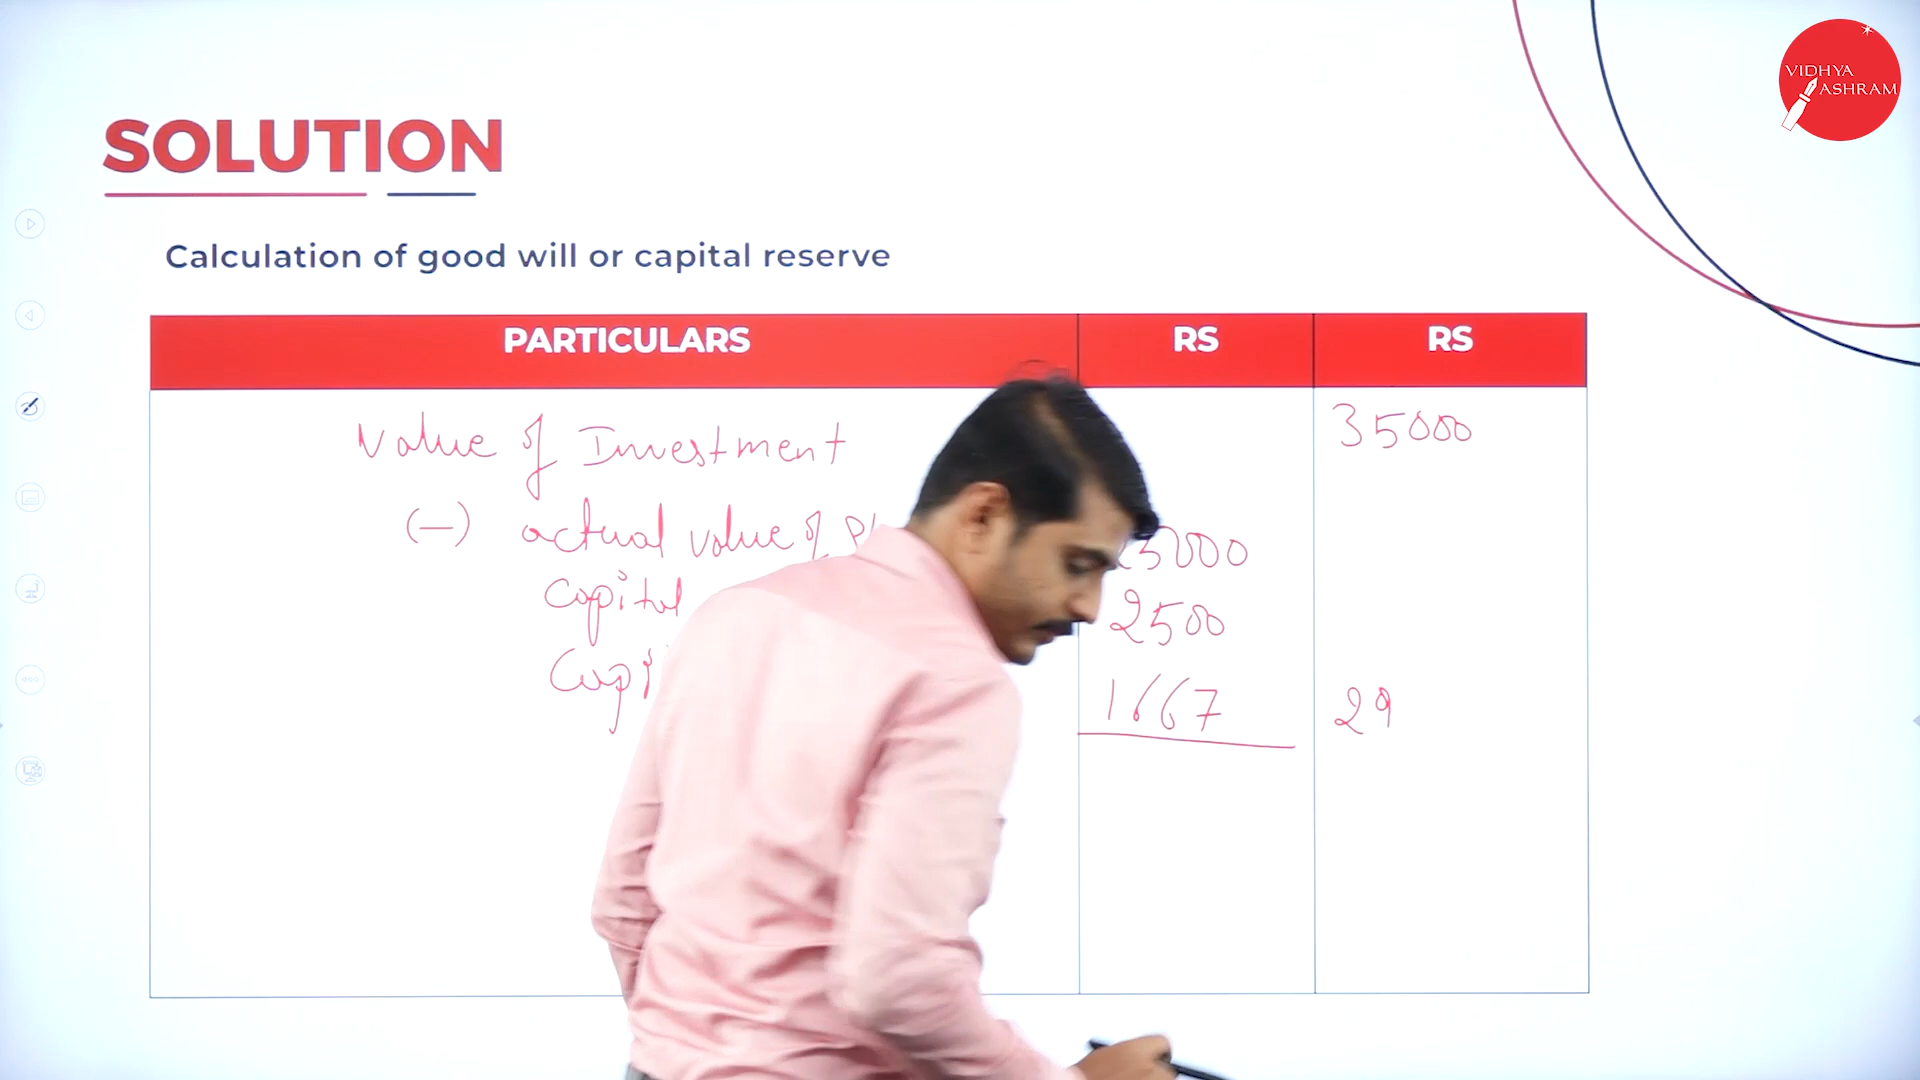 VIDHYA
ASHRAM
SOLUTION
Calculation of good will or capital reserve
PARTICULARS RS RS
Value of Investment 35000
(—) actual value of
Capital 2500
1667 29